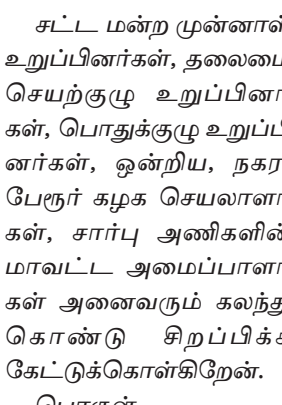 சட்ட மன்ற முன்னாள்
உறுப்பினர்கள், தலைமை
செயற்குழு உறுப்பினர்
கள், பொதுக்குழு உறுப்பி
னர்கள், ஒன்றிய, நகர,
பேரூர் கழக செயலாளர்
கள், சார்பு அணிகளின்
மாவட்ட அமைப்பாளர்
கள் அனைவரும் கலந்து
கொண்டு சிறப்பிக்க
கேட்டுக்கொள்கிறேன்.
பொருள்